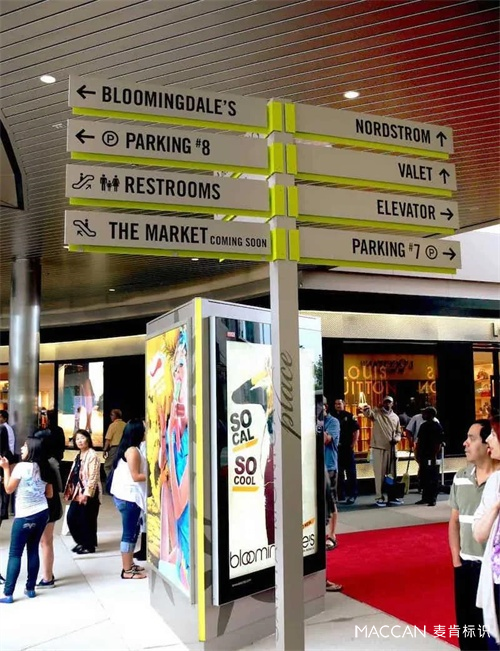 ← BLOOMINGDALE'S
← Ⓟ PARKING #8
RESTROOMS
THE MARKET COMING SOON
NORDSTROM ↑
VALET ↑
ELEVATOR →
PARKING #7 Ⓟ →
place
SO
CAL
SO
COOL
LOUIS
VUITTON
MACCAN 麦肯标识